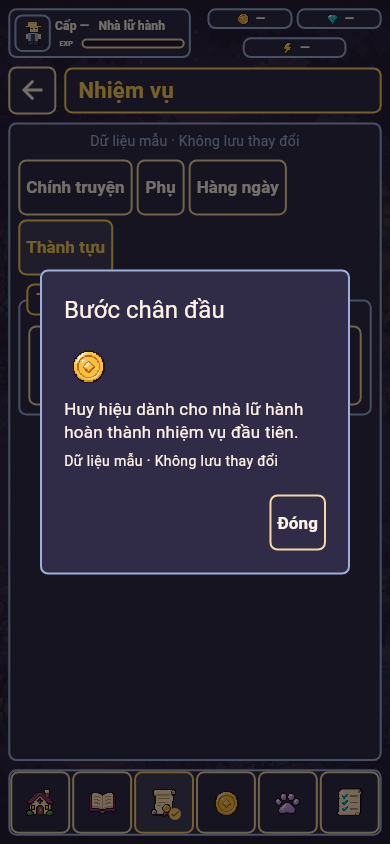 Cấp — Nhà lữ hành
EXP
—
—
—
Nhiệm vụ
Dữ liệu mẫu · Không lưu thay đổi
Chính truyện
Phụ
Hàng ngày
Thành tựu
Bước chân đầu
Huy hiệu dành cho nhà lữ hành
hoàn thành nhiệm vụ đầu tiên.
Dữ liệu mẫu · Không lưu thay đổi
Đóng